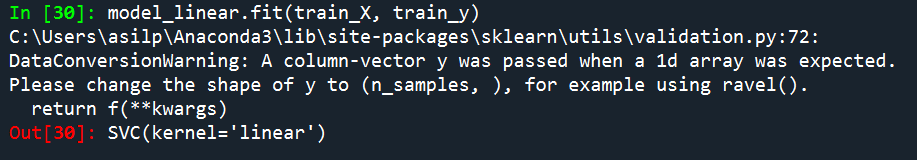 In [30]: model_linear.fit(train_X, train_y)
C:\Users\asilp\Anaconda3\lib\site-packages\sklearn\utils\validation.py:72:
DataConversionWarning: A column-vector y was passed when a 1d array was expected.
Please change the shape of y to (n_samples, ), for example using ravel().
  return f(**kwargs)
Out[30]: SVC(kernel='linear')